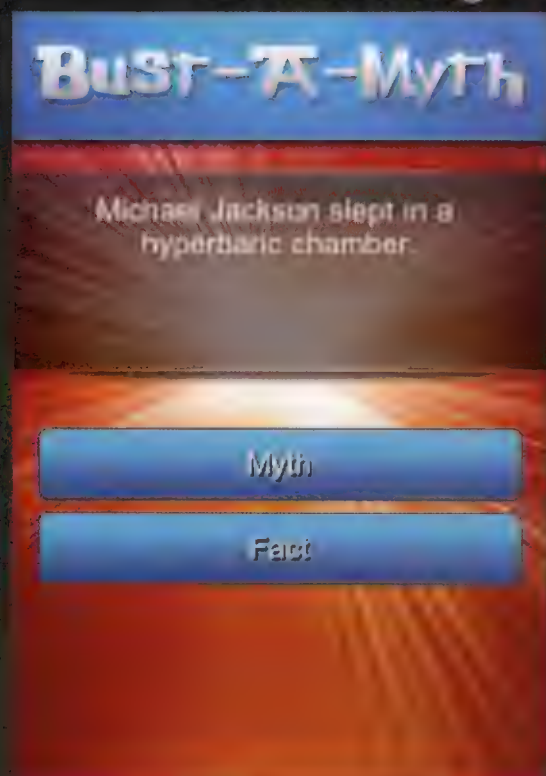 BuST-A-MyTh
Michael Jackson slept in a
hyperbaric chamber.
Myth
Fact